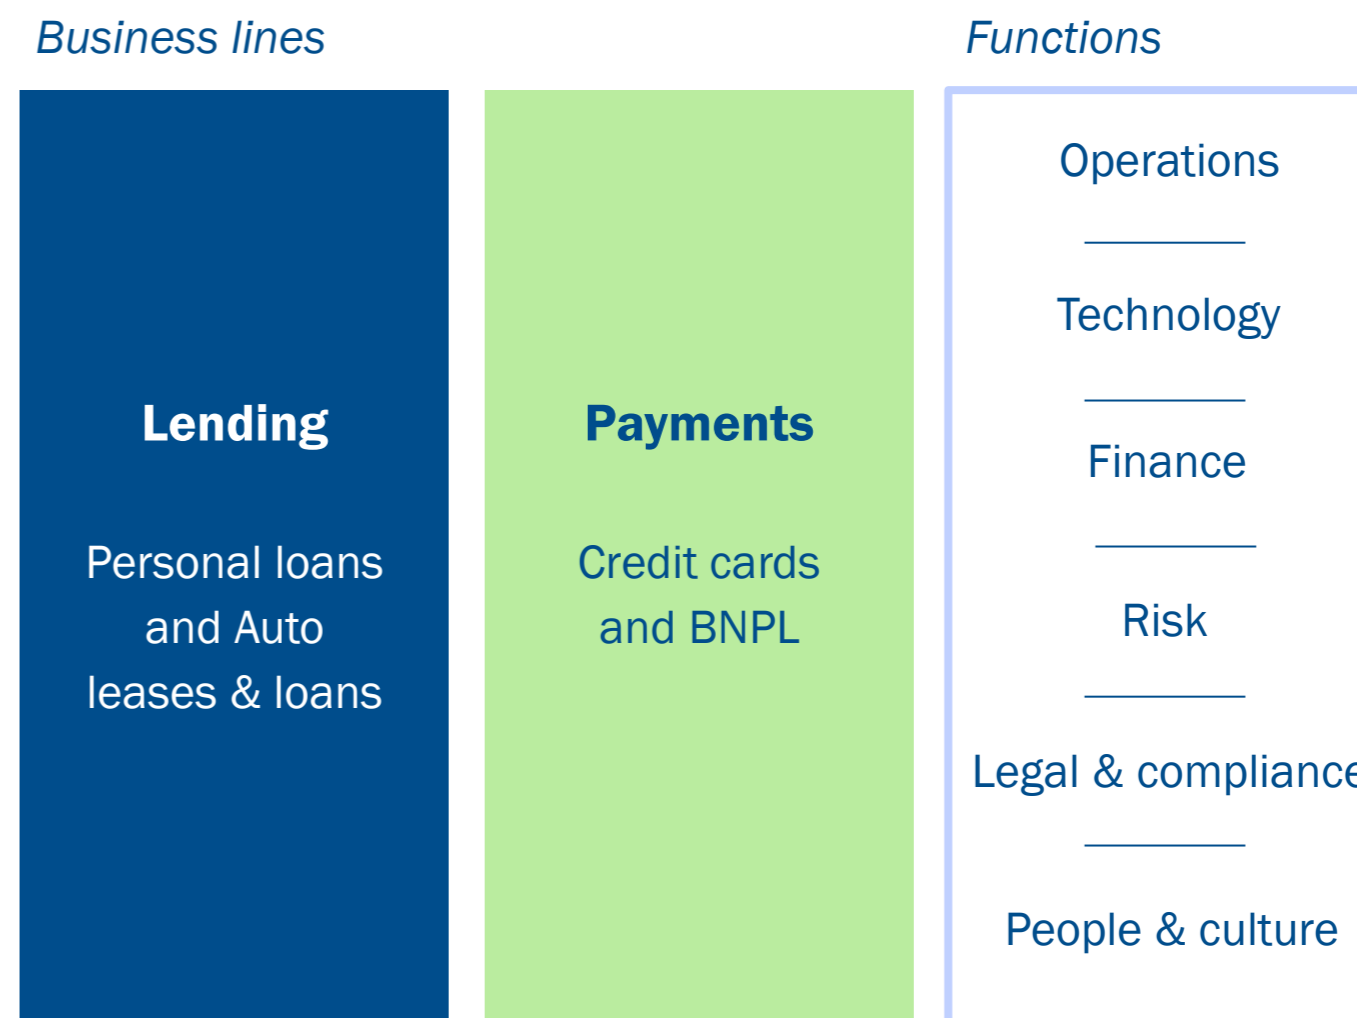 Business lines
Lending
Personal loans
and Auto
leases & loans
Payments
Credit cards
and BNPL
Functions
Operations
Technology
Finance
Risk
Legal & compliance
People & culture